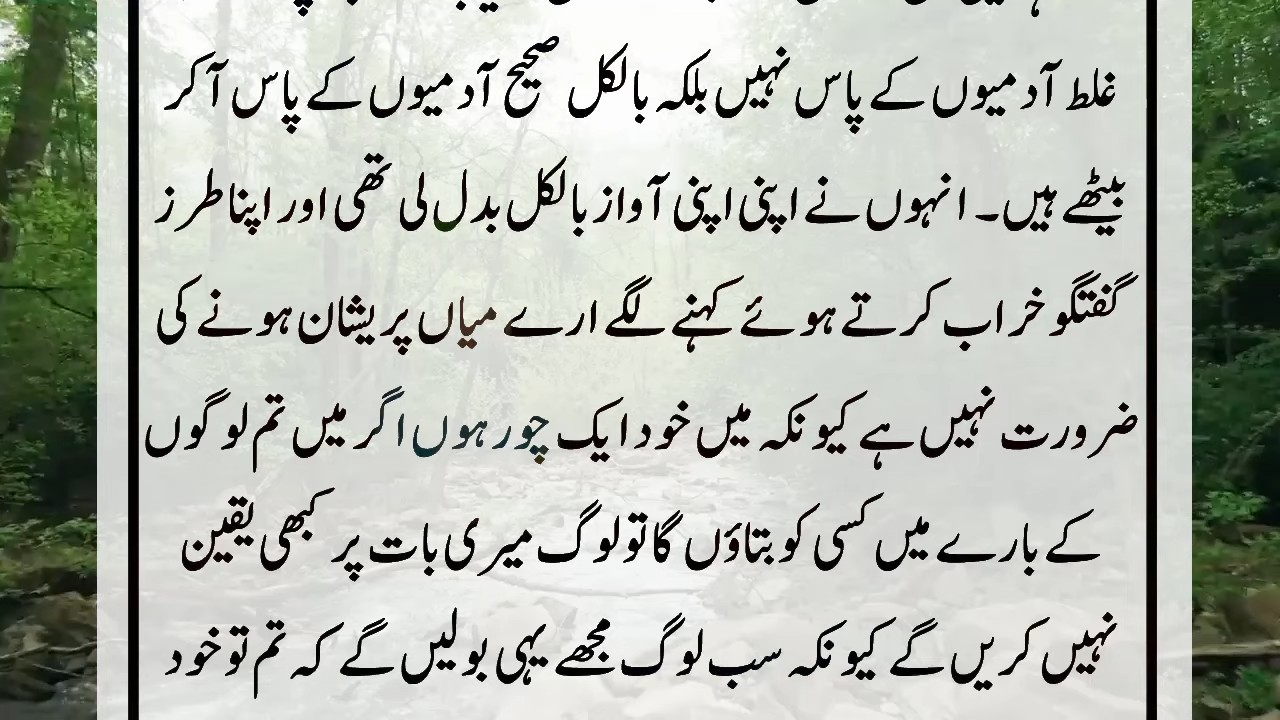 غلط آدمیوں کے پاس نہیں بلکہ بالکل صحیح آدمیوں کے پاس آکر
بیٹھے ہیں۔ انہوں نے اپنی اپنی آواز بالکل بدل لی تھی اور اپنا طرز
گفتگو خراب کرتے ہوئے کہنے لگے ارے میاں پریشان ہونے کی
ضرورت نہیں ہے کیونکہ میں خود ایک چور ہوں اگر میں تم لوگوں
کے بارے میں کسی کو بتاؤں گا تو لوگ میری بات پر کبھی یقین
نہیں کریں گے کیونکہ سب لوگ مجھے یہی بولیں گے کہ تم تو خود